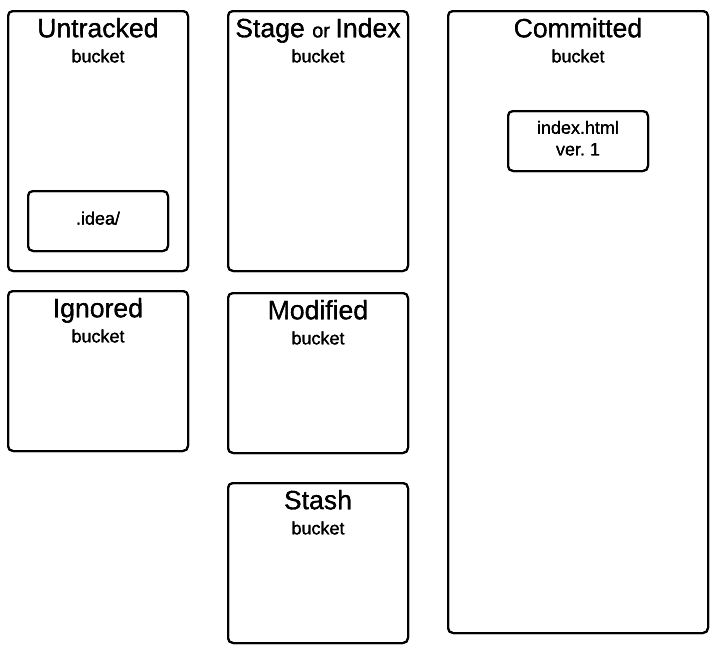 Untracked
bucket
.idea/
Stage or Index
bucket
Committed
bucket
index.html
ver. 1
Ignored
bucket
Modified
bucket
Stash
bucket